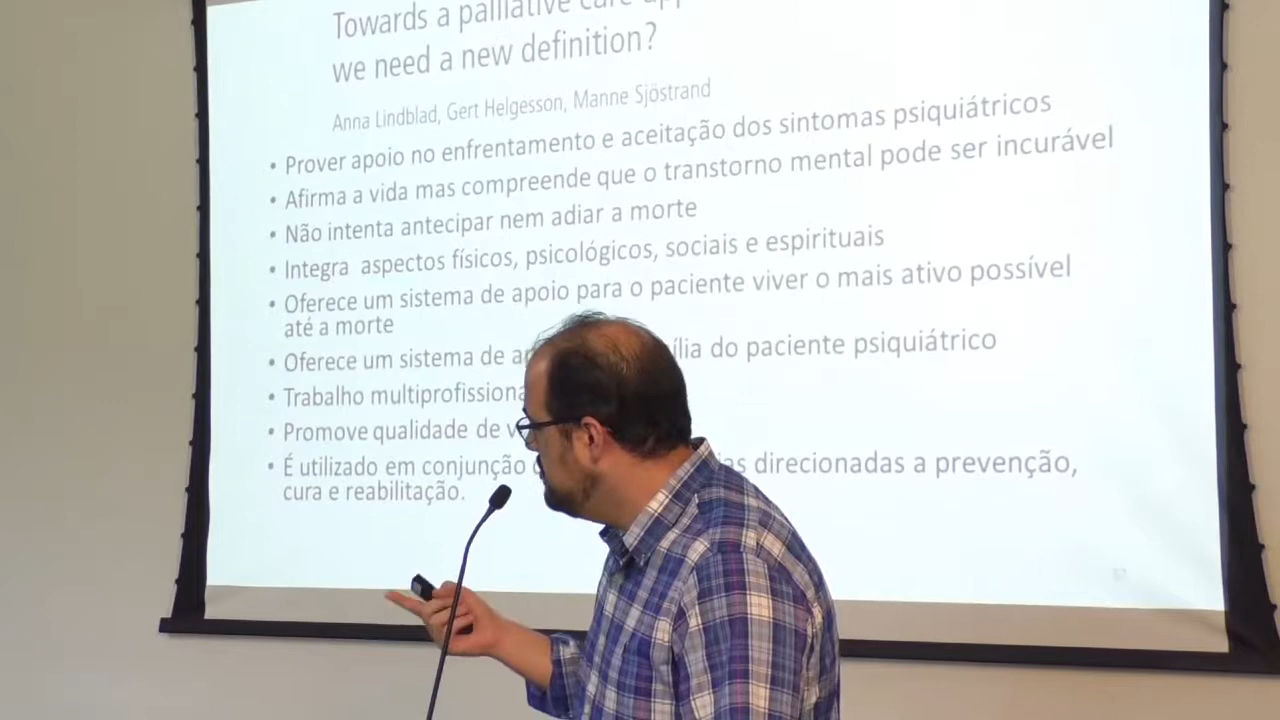 Towards a palliative care
we need a new definition?
Anna Lindblad, Gert Helgesson, Manne Sjöstrand
• Prover apoio no enfrentamento e aceitação dos sintomas psiquiátricos
• Afirma a vida mas compreende que o transtorno mental pode ser incurável
• Não intenta antecipar nem adiar a morte
• Integra aspectos físicos, psicológicos, sociais e espirituais
• Oferece um sistema de apoio para o paciente viver o mais ativo possível
até a morte
• Oferece um sistema de do paciente psiquiátrico
• Trabalho
• Promove qualidade de
• É utilizado em conjunção direcionadas a prevenção,
cura e reabilitação.